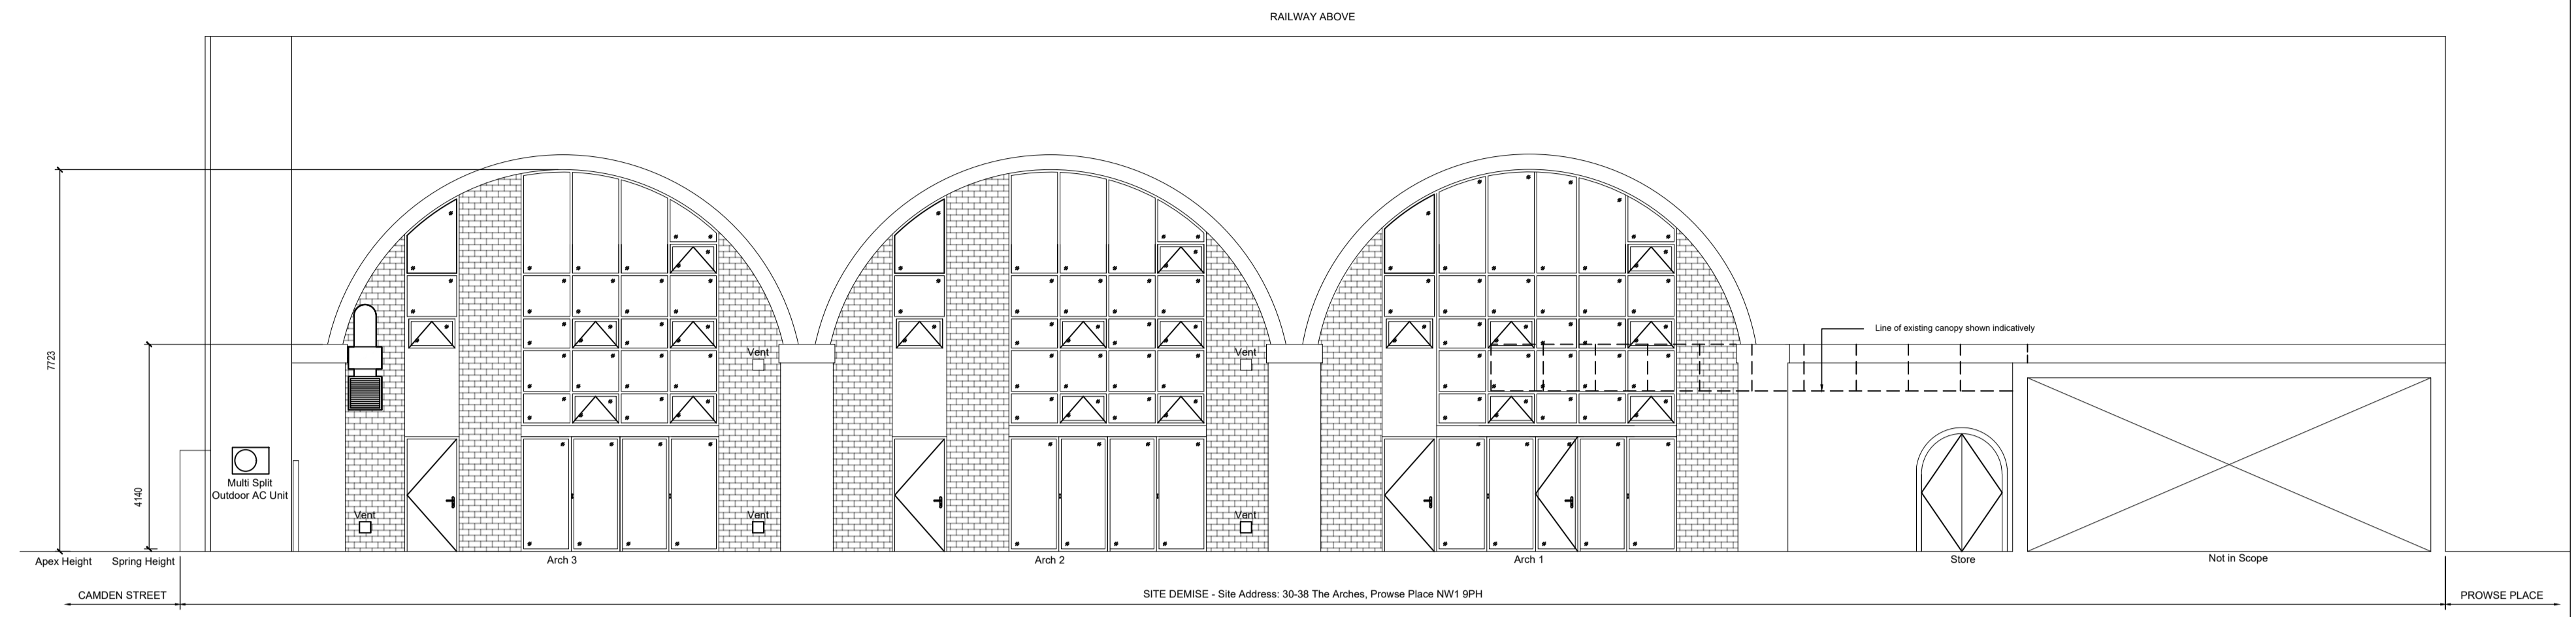 RAILWAY ABOVE
Line of existing canopy shown indicatively
7723
4140
Vent
Vent
Multi Split
Outdoor AC Unit
Vent
Vent
Vent
Apex Height
Spring Height
Arch 3
Arch 2
Arch 1
Store
Not in Scope
CAMDEN STREET
SITE DEMISE - Site Address: 30-38 The Arches, Prowse Place NW1 9PH
PROWSE PLACE